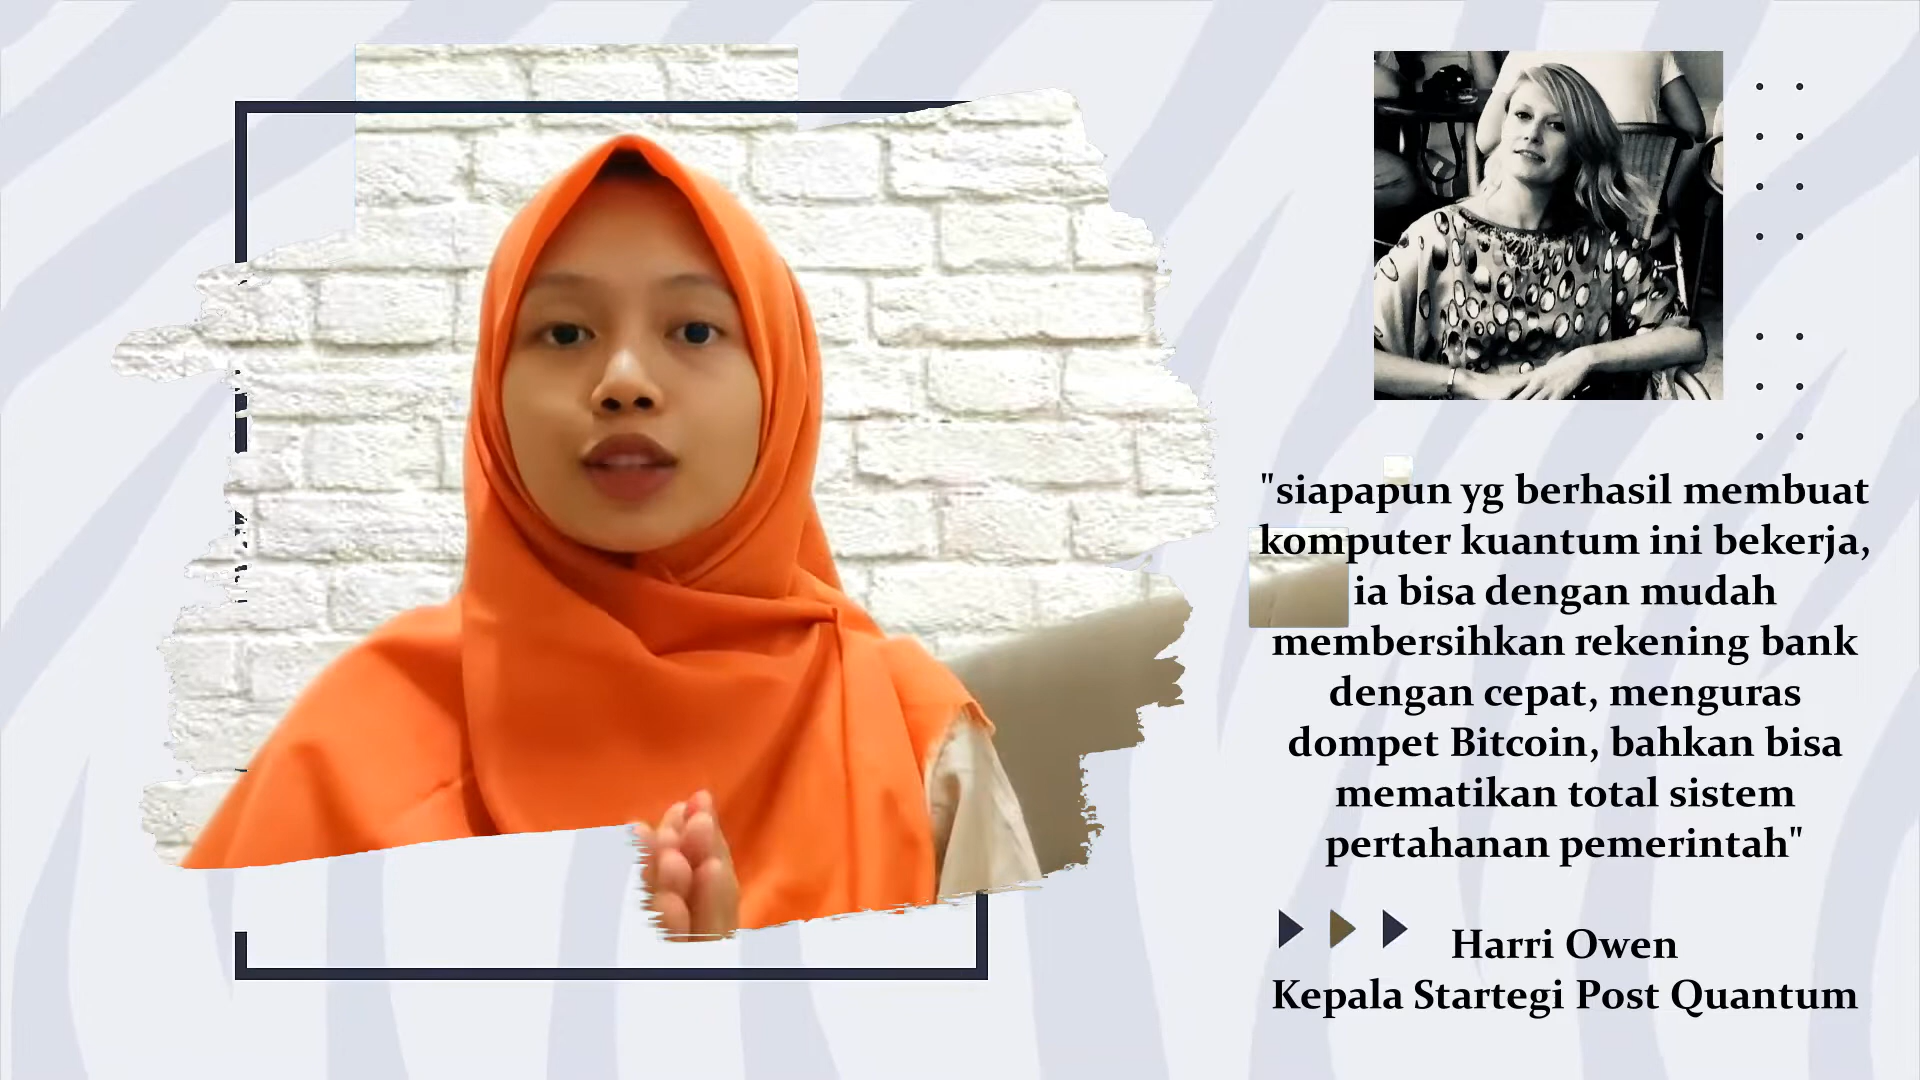 "siapapun yg berhasil membuat
komputer kuantum ini bekerja,
ia bisa dengan mudah
membersihkan rekening bank
dengan cepat, menguras
dompet Bitcoin, bahkan bisa
mematikan total sistem
pertahanan pemerintah"
Harri Owen
Kepala Startegi Post Quantum